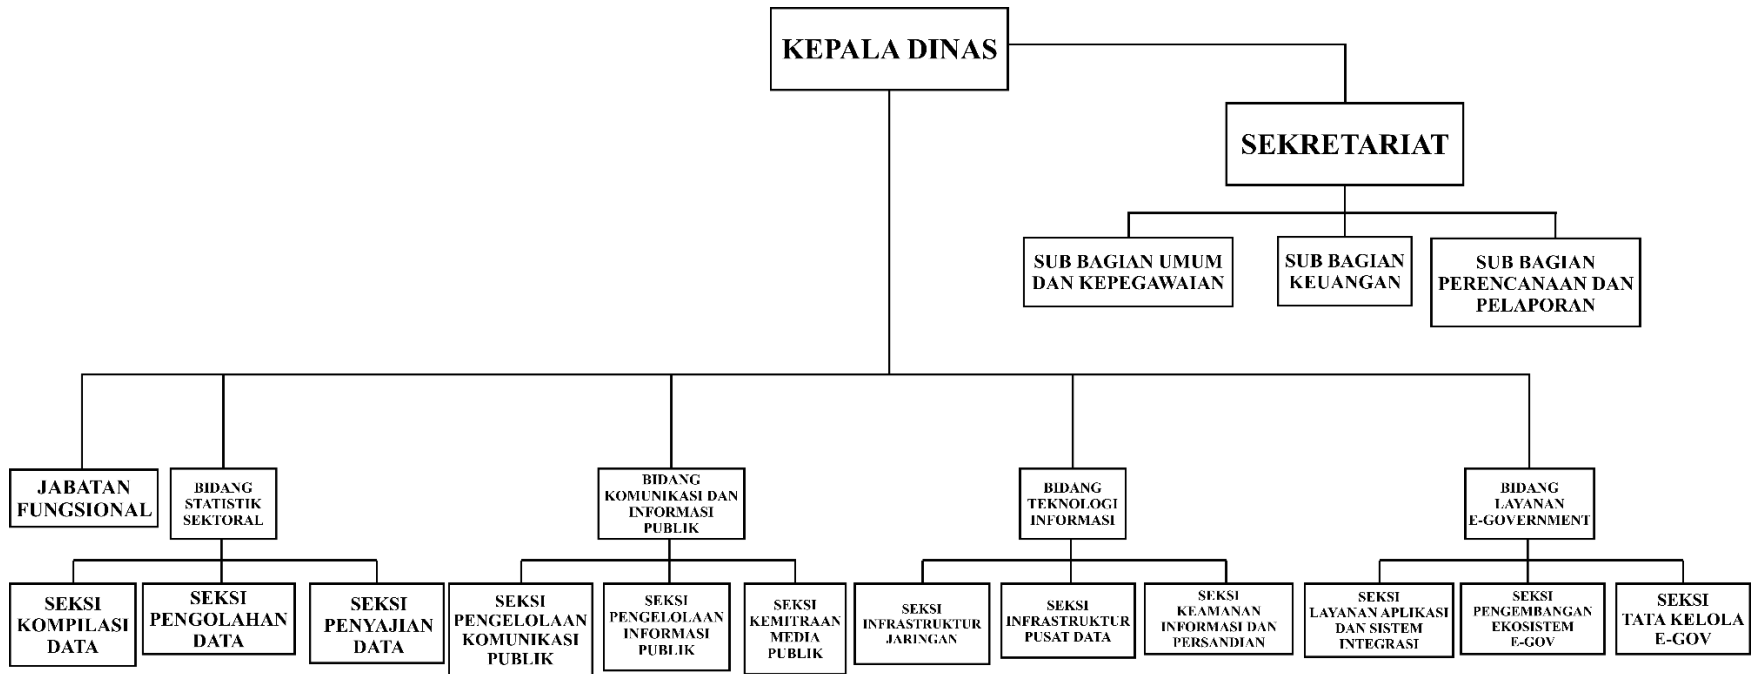 KEPALA DINAS
SEKRETARIAT
SUB BAGIAN UMUM
DAN KEPEGAWAIAN
SUB BAGIAN
KEUANGAN
SUB BAGIAN
PERENCANAAN DAN
PELAPORAN
JABATAN
FUNGSIONAL
BIDANG
STATISTIK
SEKTORAL
BIDANG
KOMUNIKASI DAN
INFORMASI
PUBLIK
BIDANG
TEKNOLOGI
INFORMASI
BIDANG
LAYANAN
E-GOVERNMENT
SEKSI
KOMPILASI
DATA
SEKSI
PENGOLAHAN
DATA
SEKSI
PENYAJIAN
DATA
SEKSI
PENGELOLAAN
KOMUNIKASI
PUBLIK
SEKSI
PENGELOLAAN
INFORMASI
PUBLIK
SEKSI
KEMITRAAN
MEDIA
PUBLIK
SEKSI
INFRASTRUKTUR
JARINGAN
SEKSI
INFRASTRUKTUR
PUSAT DATA
SEKSI
KEAMANAN
INFORMASI DAN
PERSANDIAN
SEKSI
LAYANAN APLIKASI
DAN SISTEM
INTEGRASI
SEKSI
PENGEMBANGAN
EKOSISTEM
E-GOV
SEKSI
TATA KELOLA
E-GOV